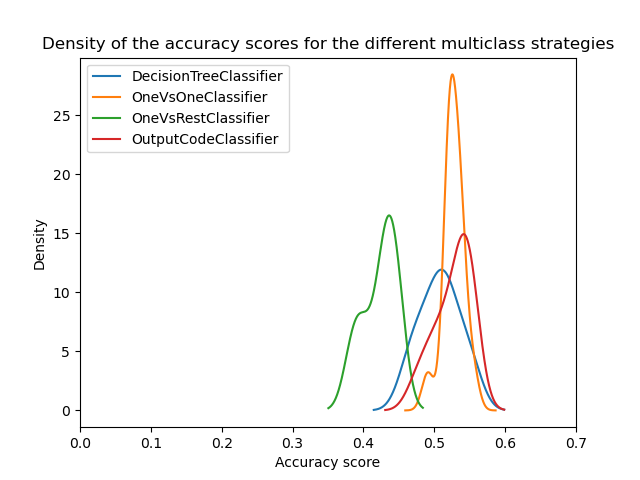 Density of the accuracy scores for the different multiclass strategies
DecisionTreeClassifier
OneVsOneClassifier
OneVsRestClassifier
OutputCodeClassifier
Density
25
20
15
10
5
0
0.0 0.1 0.2 0.3 0.4 0.5 0.6 0.7
Accuracy score